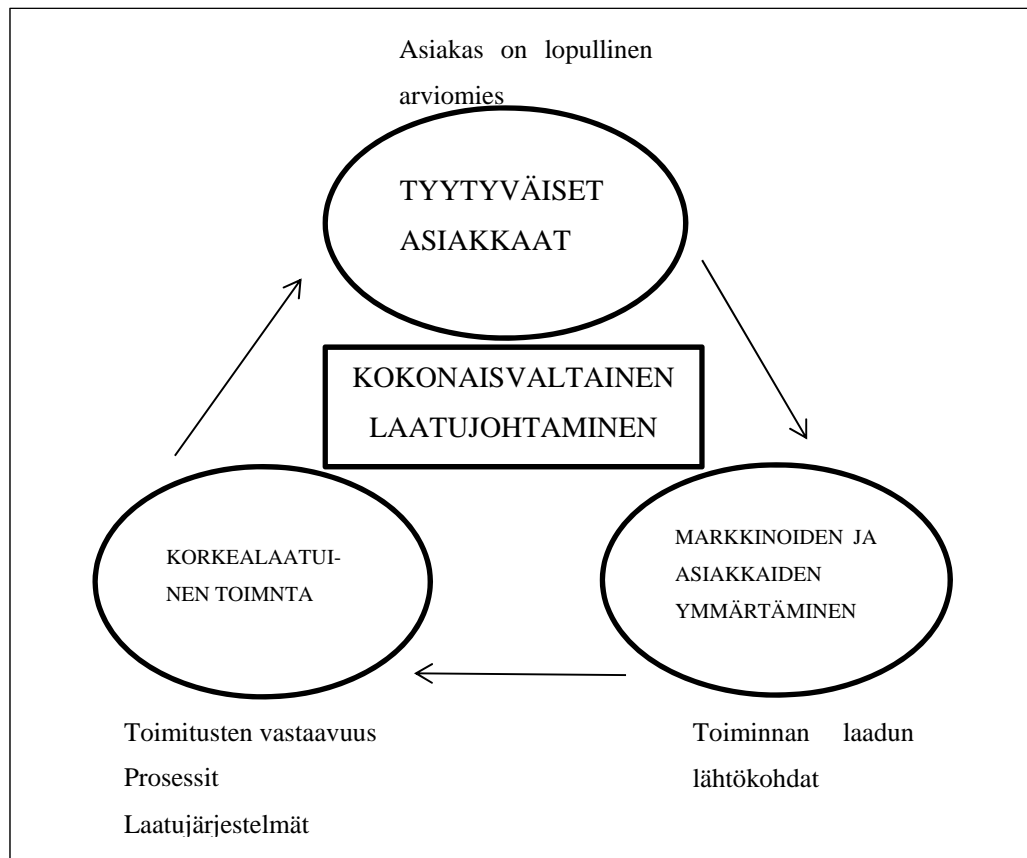 Asiakas on lopullinen
arviomies
TYYTYVÄISET
ASIAKKAAT
KOKONAISVALTAINEN
LAATUJOHTAMINEN
KORKEALAATUI-
NEN TOIMNTA
MARKKINOIDEN JA
ASIAKKAIDEN
YMMÄRTÄMINEN
Toimitusten vastaavuus
Prosessit
Laatujärjestelmät
Toiminnan laadun
lähtökohdat